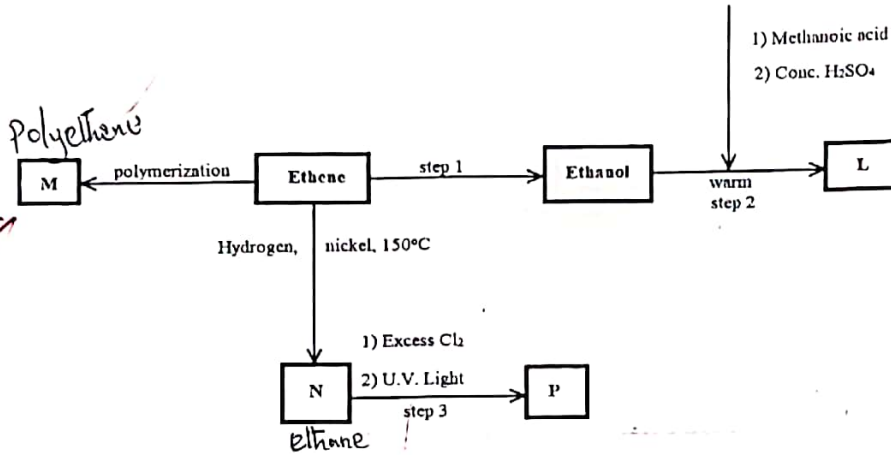 1) Methanoic acid
2) Conc. H₂SO₄
Polyethene
M
polymerization
Ethene
step 1
Ethanol
warm
step 2
L
Hydrogen, nickel, 150°C
1) Excess Cl₂
2) U.V. Light
N
step 3
P
ethane